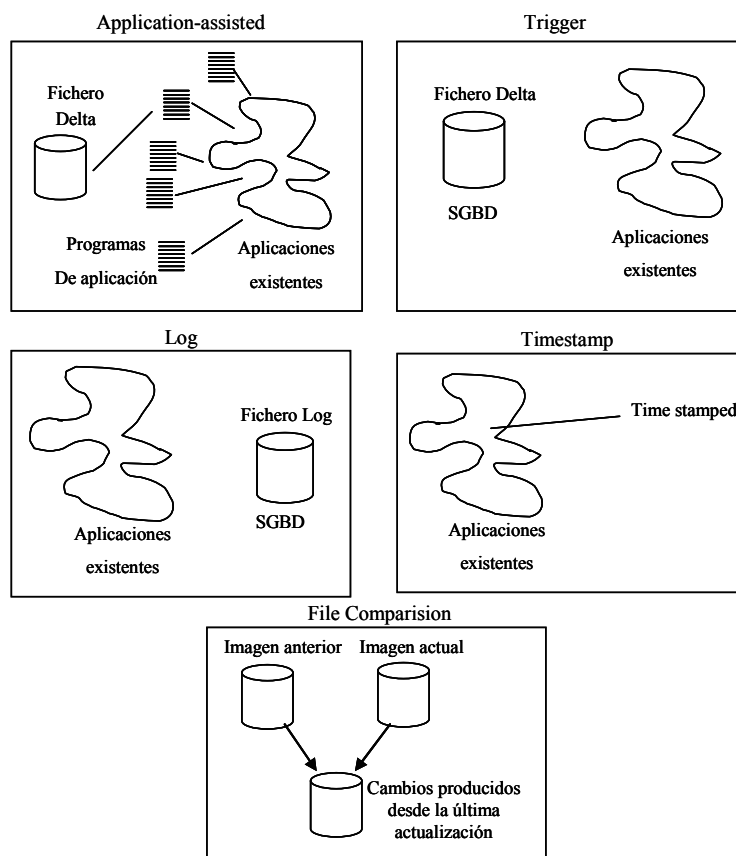 Application-assisted
Fichero
Delta
Programas
De aplicación
Aplicaciones
existentes
Trigger
Fichero Delta
SGBD
Aplicaciones
existentes
Log
Fichero Log
SGBD
Aplicaciones
existentes
Timestamp
Time stamped
Aplicaciones
existentes
File Comparision
Imagen anterior
Imagen actual
Cambios producidos
desde la última
actualización